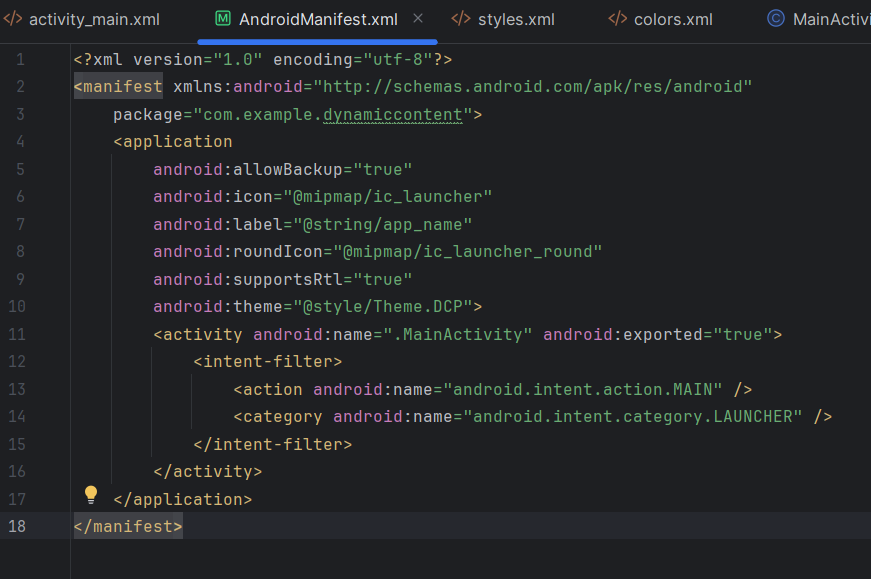 activity_main.xml AndroidManifest.xml styles.xml colors.xml MainActivi
1 <?xml version="1.0" encoding="utf-8"?>
2 <manifest xmlns:android="http://schemas.android.com/apk/res/android"
3 package="com.example.dynamiccontent">
4 <application
5 android:allowBackup="true"
6 android:icon="@mipmap/ic_launcher"
7 android:label="@string/app_name"
8 android:roundIcon="@mipmap/ic_launcher_round"
9 android:supportsRtl="true"
10 android:theme="@style/Theme.DCP">
11 <activity android:name=".MainActivity" android:exported="true">
12 <intent-filter>
13 <action android:name="android.intent.action.MAIN" />
14 <category android:name="android.intent.category.LAUNCHER" />
15 </intent-filter>
16 </activity>
17 </application>
18 </manifest>